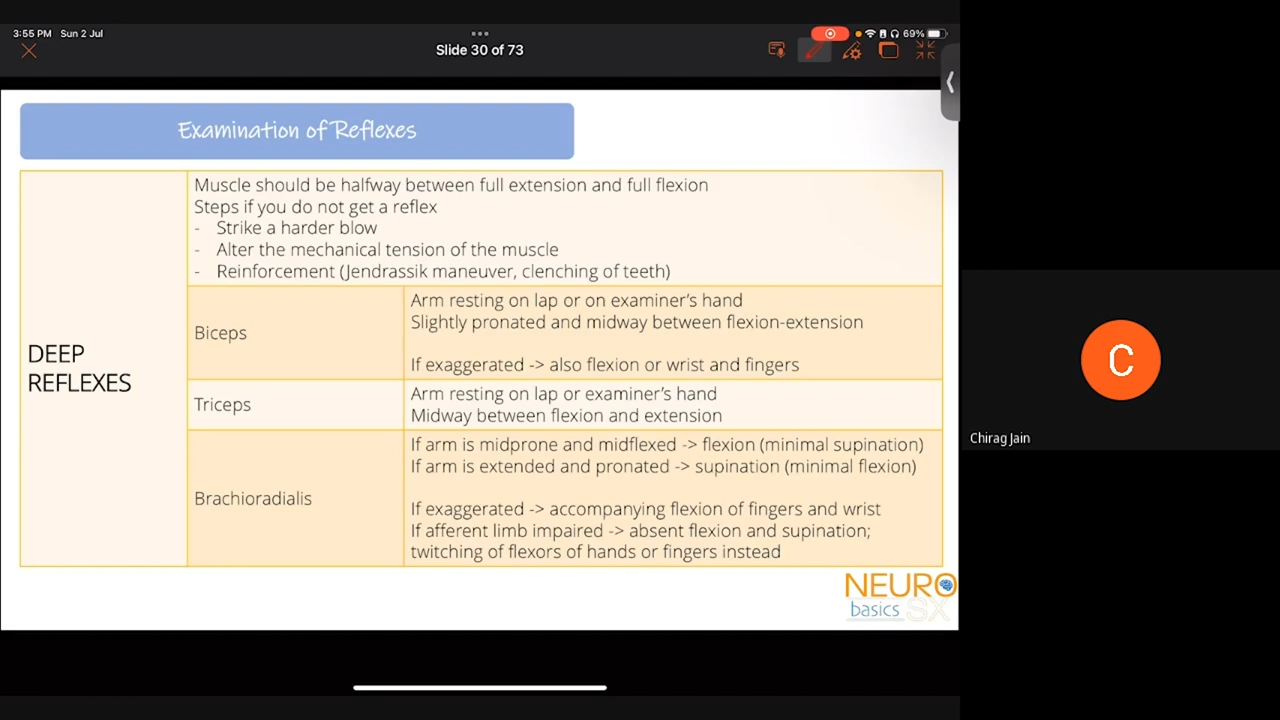 3:55 PM Sun 2 Jul
69%
Slide 30 of 73
Examination of Reflexes
DEEP
REFLEXES
Muscle should be halfway between full extension and full flexion
Steps if you do not get a reflex
- Strike a harder blow
- Alter the mechanical tension of the muscle
- Reinforcement (Jendrassik maneuver, clenching of teeth)
Biceps
Arm resting on lap or on examiner's hand
Slightly pronated and midway between flexion-extension
If exaggerated -> also flexion or wrist and fingers
Triceps
Arm resting on lap or examiner's hand
Midway between flexion and extension
Brachioradialis
If arm is midprone and midflexed -> flexion (minimal supination)
If arm is extended and pronated -> supination (minimal flexion)
If exaggerated -> accompanying flexion of fingers and wrist
If afferent limb impaired -> absent flexion and supination;
twitching of flexors of hands or fingers instead
NEURO
basics SX
C
Chirag Jain